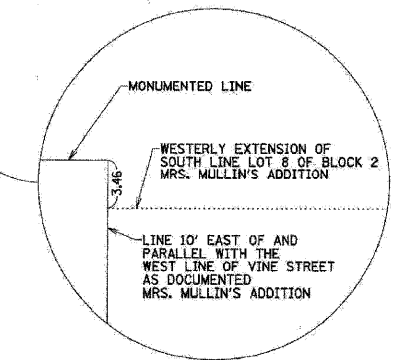 MONUMENTED LINE
WESTERLY EXTENSION OF
SOUTH LINE LOT 8 OF BLOCK 2
MRS. MULLIN'S ADDITION
3.46
LINE 10' EAST OF AND
PARALLEL WITH THE
WEST LINE OF VINE STREET
AS DOCUMENTED
MRS. MULLIN'S ADDITION